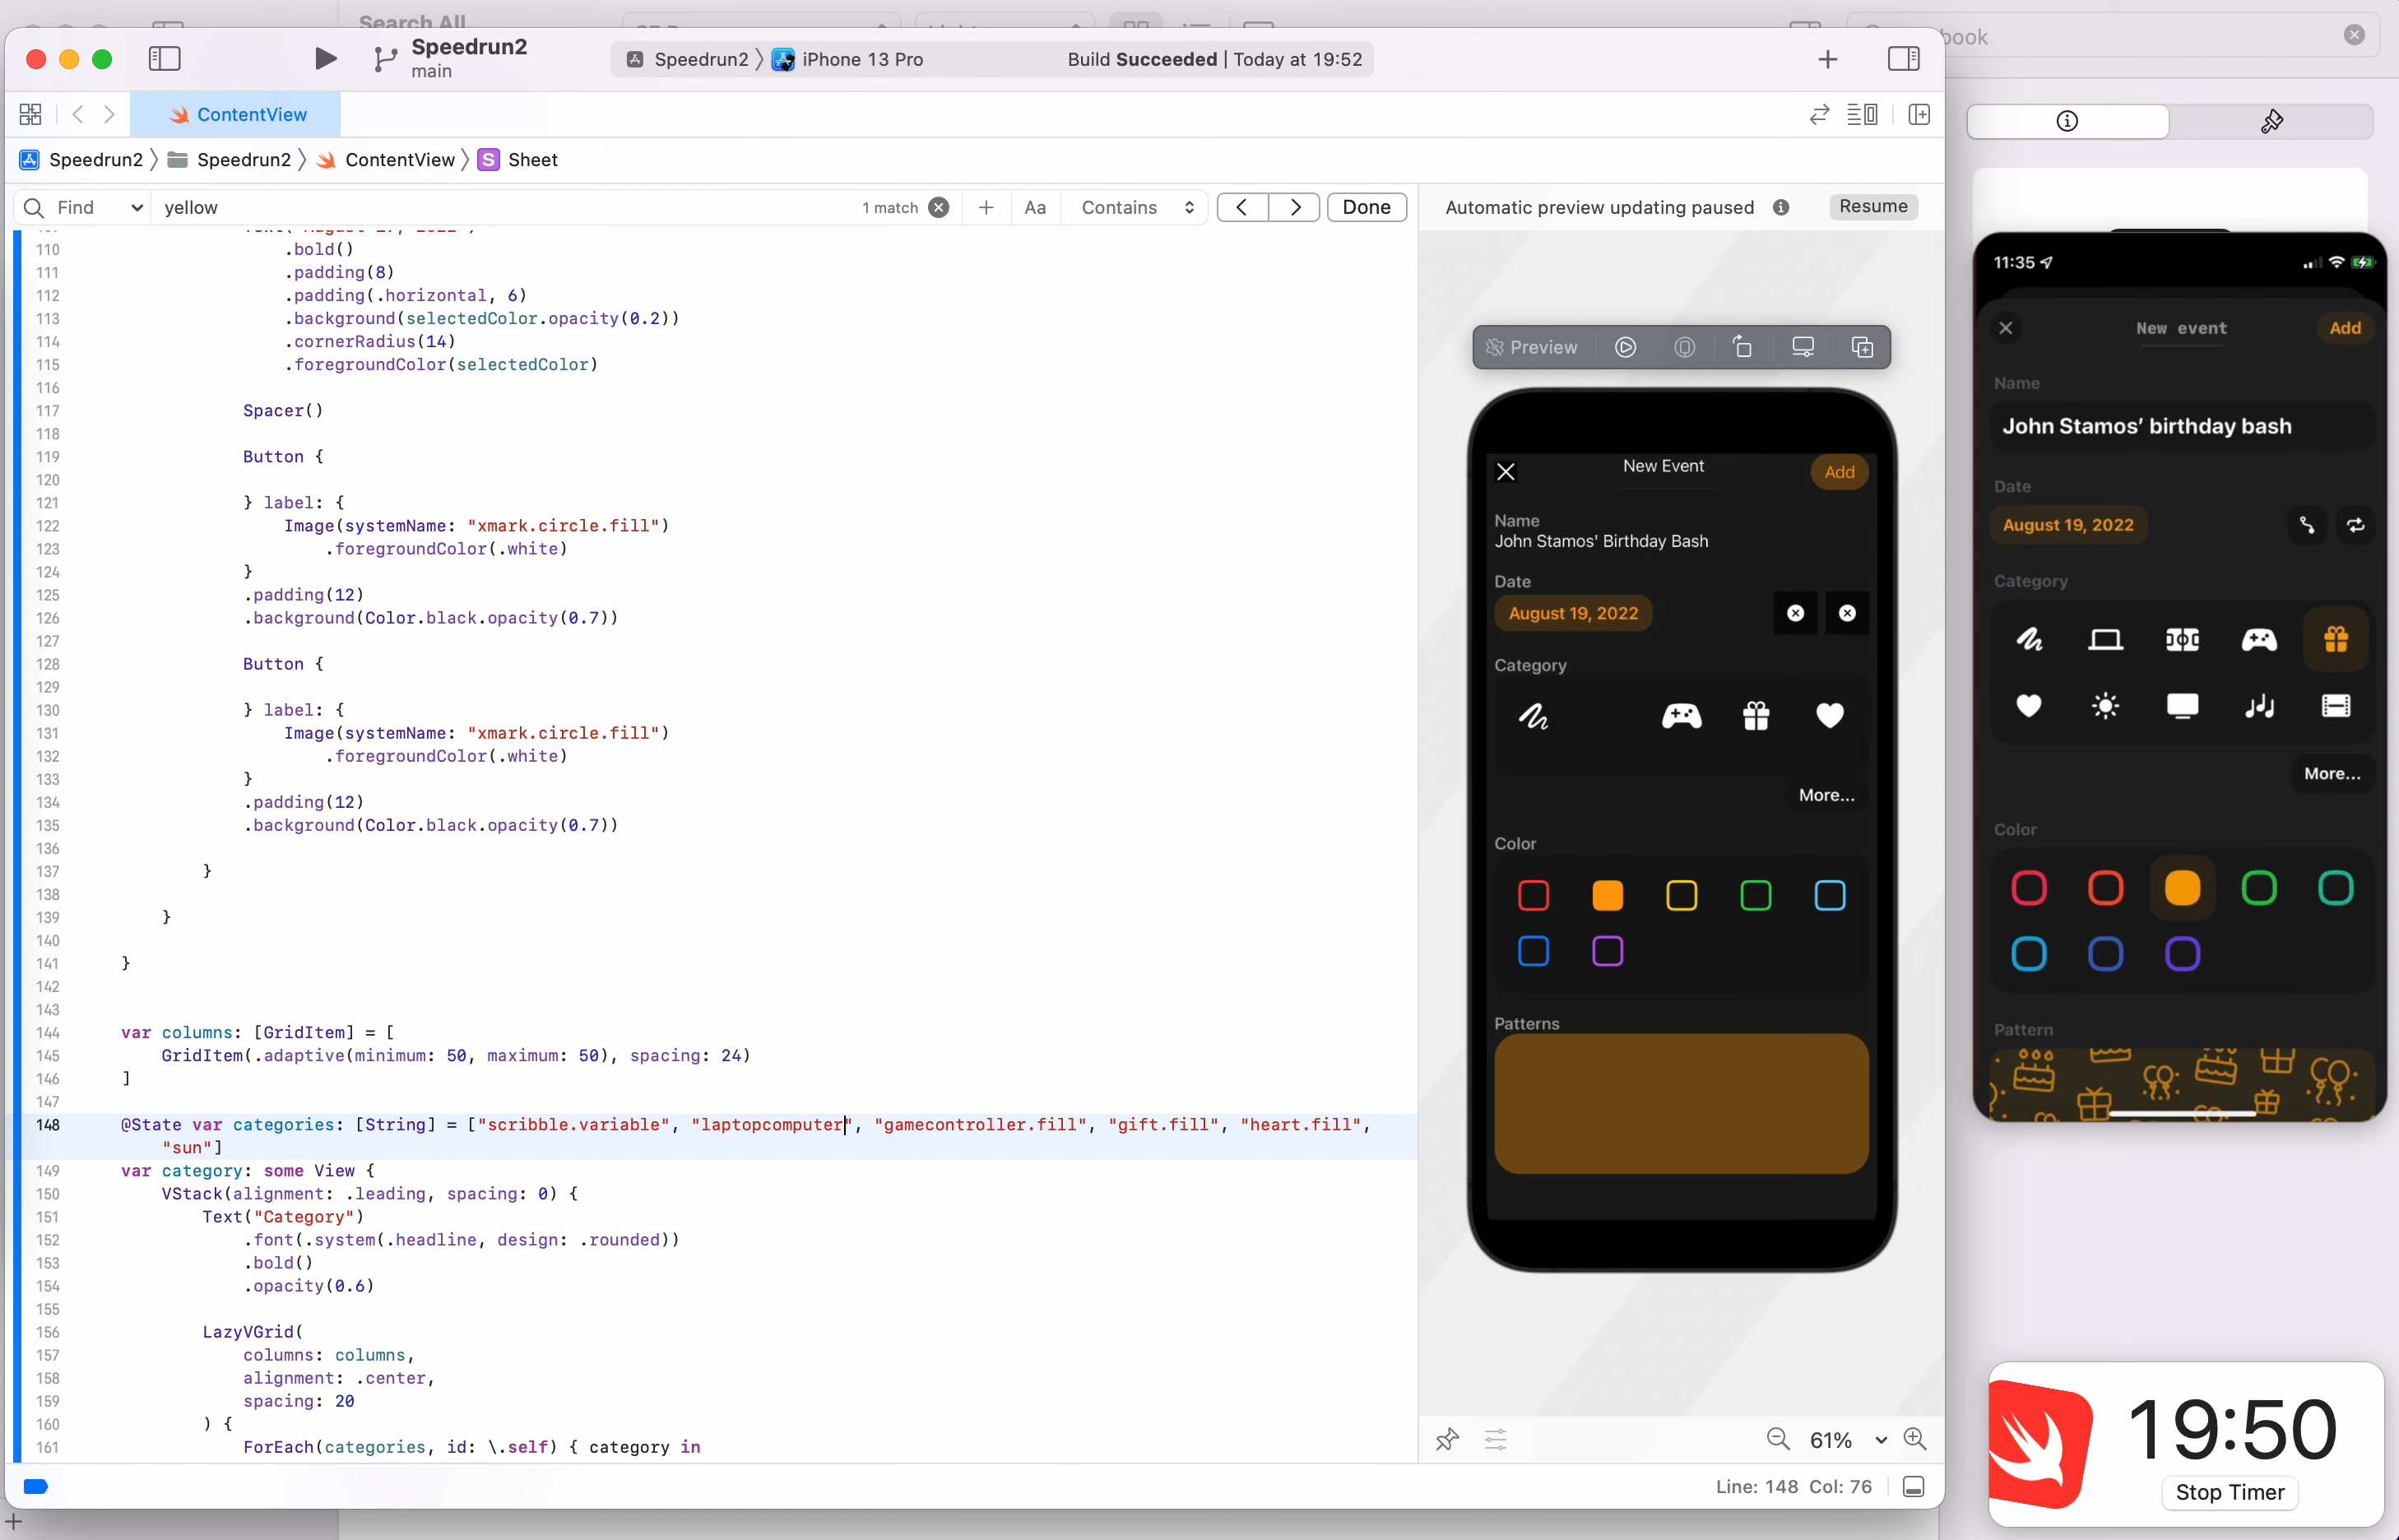 Search All
book
Speedrun2
main
Speedrun2 iPhone 13 Pro
Build Succeeded | Today at 19:52
ContentView
Speedrun2 Speedrun2 ContentView S Sheet
Find yellow 1 match Aa Contains Done
Automatic preview updating paused Resume
110 .bold()
111 .padding(8)
112 .padding(.horizontal, 6)
113 .background(selectedColor.opacity(0.2))
114 .cornerRadius(14)
115 .foregroundColor(selectedColor)
116
117 Spacer()
118
119 Button {
120
121 } label: {
122 Image(systemName: "xmark.circle.fill")
123 .foregroundColor(.white)
124 }
125 .padding(12)
126 .background(Color.black.opacity(0.7))
127
128 Button {
129
130 } label: {
131 Image(systemName: "xmark.circle.fill")
132 .foregroundColor(.white)
133 }
134 .padding(12)
135 .background(Color.black.opacity(0.7))
136
137 }
138
139 }
140
141 }
142
143
144 var columns: [GridItem] = [
145 GridItem(.adaptive(minimum: 50, maximum: 50), spacing: 24)
146 ]
147
148 @State var categories: [String] = ["scribble.variable", "laptopcomputer", "gamecontroller.fill", "gift.fill", "heart.fill",
"sun"]
149 var category: some View {
150 VStack(alignment: .leading, spacing: 0) {
151 Text("Category")
152 .font(.system(.headline, design: .rounded))
153 .bold()
154 .opacity(0.6)
155
156 LazyVGrid(
157 columns: columns,
158 alignment: .center,
159 spacing: 20
160 ) {
161 ForEach(categories, id: \.self) { category in
Line: 148 Col: 76
Preview
New Event Add
Name
John Stamos' Birthday Bash
Date
August 19, 2022
Category
More...
Color
Patterns
61%
11:35
New event Add
Name
John Stamos' birthday bash
Date
August 19, 2022
Category
More...
Color
Pattern
19:50
Stop Timer